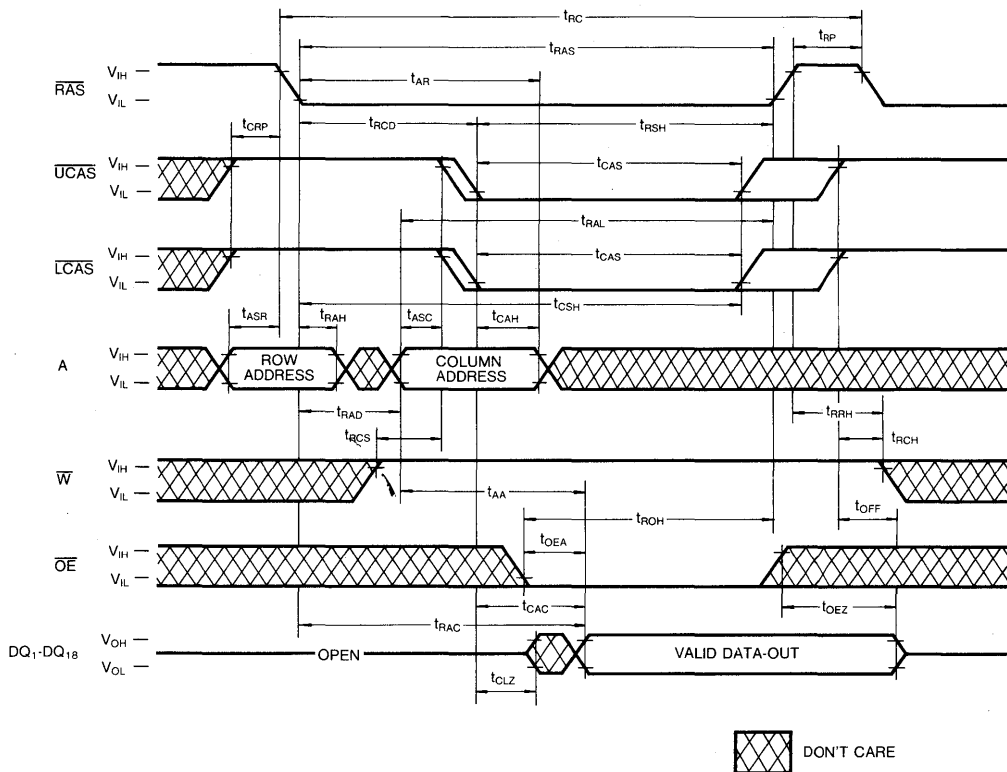 tRC
tRP
tRAS
tAR
RAS
VIH
VIL
tCRP
tRCD
tRSH
UCAS
VIH
VIL
tCAS
tRAL
LCAS
VIH
VIL
tCAS
tCSH
tASR
tRAH
tASC
tCAH
A
VIH
VIL
ROW ADDRESS
COLUMN ADDRESS
tRAD
tRRH
tRCS
tRCH
W
VIH
VIL
tAA
tROH
tOFF
OE
VIH
VIL
tOEA
tCAC
tOEZ
tRAC
DQ1-DQ18
VOH
VOL
OPEN
VALID DATA-OUT
tCLZ
DON'T CARE